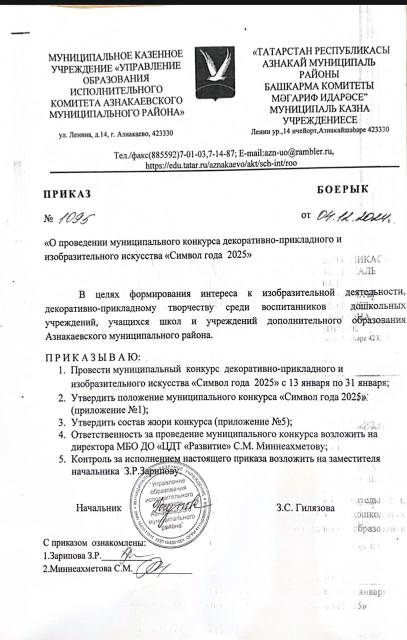 МУНИЦИПАЛЬНОЕ КАЗЕННОЕ
УЧРЕЖДЕНИЕ «УПРАВЛЕНИЕ
ОБРАЗОВАНИЯ
ИСПОЛНИТЕЛЬНОГО
КОМИТЕТА АЗНАКАЕВСКОГО
МУНИЦИПАЛЬНОГО РАЙОНА»
ул. Ленина, д.14, г. Азнакаево, 423330
«ТАТАРСТАН РЕСПУБЛИКАСЫ
АЗНАКАЙ МУНИЦИПАЛЬ
РАЙОНЫ
БАШКАРМА КОМИТЕТЫ
МӘГАРИФ ИДАРӘСЕ”
МУНИЦИПАЛЬ КАЗНА
УЧРЕЖДЕНИЕСЕ
Ленин ур.,14 нчейорт,Азнакайшәһәре 423330
Тел./факс(885592)7-01-03,7-14-87; E-mail:azn-uo@rambler.ru,
https://edu.tatar.ru/aznakaevo/akt/sch-int/roo
ПРИКАЗ
БОЕРЫК
№ 1095
от 04.12.2024г.
«О проведении муниципального конкурса декоративно-прикладного и
изобразительного искусства «Символ года 2025»
В целях формирования интереса к изобразительной деятельности,
декоративно-прикладному творчеству среди воспитанников дошкольных
учреждений, учащихся школ и учреждений дополнительного образования
Азнакаевского муниципального района.
ПРИКАЗЫВАЮ:
1. Провести муниципальный конкурс декоративно-прикладного и
изобразительного искусства «Символ года 2025» с 13 января по 31 января;
2. Утвердить положение муниципального конкурса «Символ года 2025»
(приложение №1);
3. Утвердить состав жюри конкурса (приложение №5);
4. Ответственность за проведение муниципального конкурса возложить на
директора МБО ДО «ЦДТ «Развитие» С.М. Миннеахметову;
5. Контроль за исполнением настоящего приказа возложить на заместителя
начальника З.Р.Зарипову.
Управление
образования
исполнительного
муниципального
района
Начальник
З.С. Гилязова
С приказом ознакомлены:
1.Зарипова З.Р.
2.Миннеахметова С.М.